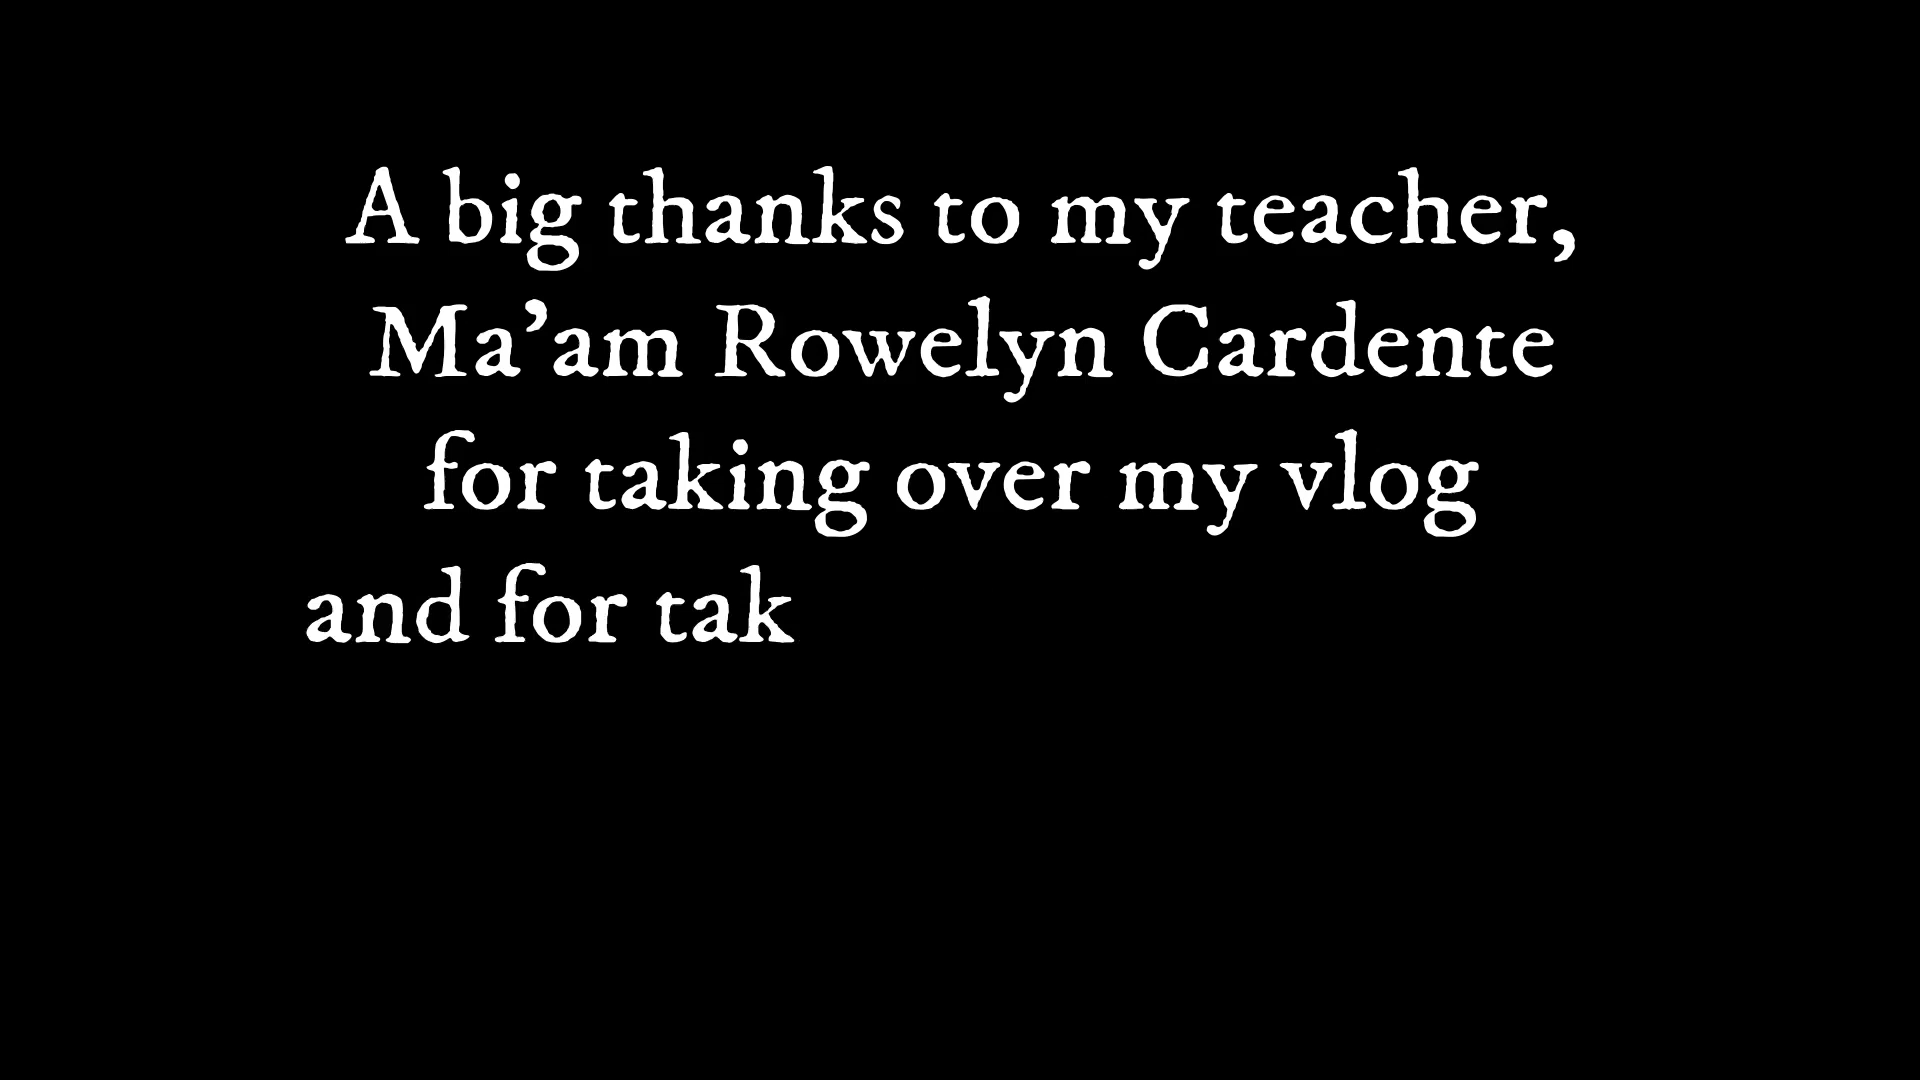 A big thanks to my teacher,
Ma’am Rowelyn Cardente
for taking over my vlog
and for tak